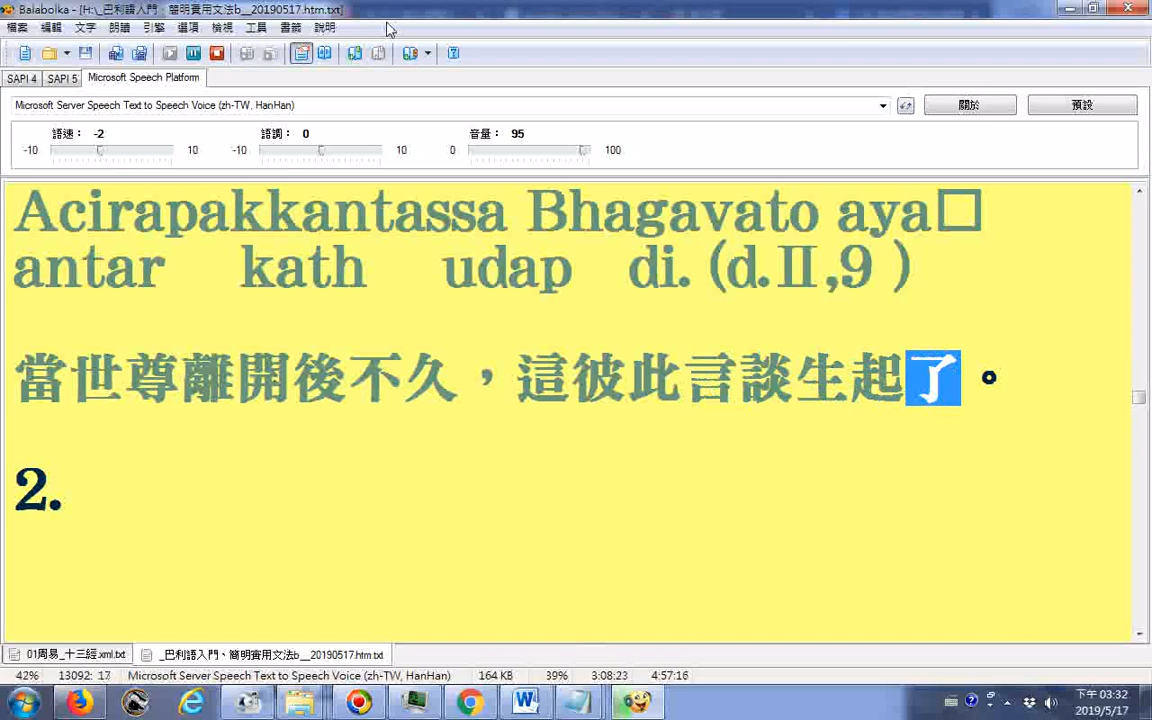 Balabolka - [H:\_巴利語入門、簡明實用文法b__20190517.htm.txt]
檔案 編輯 文字 朗讀 引擎 選項 檢視 工具 書籤 說明
SAPI 4 SAPI 5 Microsoft Speech Platform
Microsoft Server Speech Text to Speech Voice (zh-TW, HanHan) 關於 預設
語速： -2 語調： 0 音量： 95
-10 10 -10 10 0 100
Acirapakkantassa Bhagavato aya□
antar kath udap di. (d.Ⅱ,9 )
當世尊離開後不久，這彼此言談生起了。
2.
01周易_十三經.xml.txt _巴利語入門、簡明實用文法b__20190517.htm.txt
42% 13092: 17 Microsoft Server Speech Text to Speech Voice (zh-TW, HanHan) 164 KB 39% 3:08:23 4:57:16
下午 03:32
2019/5/17